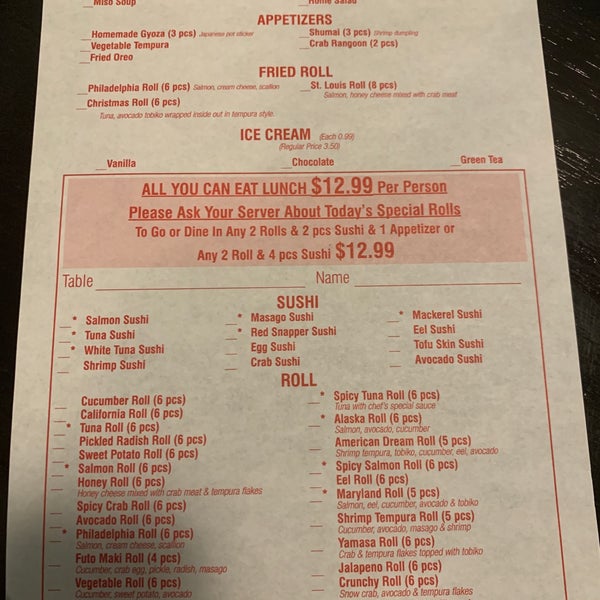 Miso Soup
House Salad
APPETIZERS
Homemade Gyoza (3 pcs) Japanese pot sticker
Shumai (3 pcs) Shrimp dumpling
Vegetable Tempura
Crab Rangoon (2 pcs)
Fried Oreo
FRIED ROLL
Philadelphia Roll (6 pcs) Salmon, cream cheese, scallion
St. Louis Roll (8 pcs)
Salmon, honey cheese mixed with crab meat
Christmas Roll (6 pcs)
Tuna, avocado tobiko wrapped inside out in tempura style.
ICE CREAM (Each 0.99)
(Regular Price 3.50)
Vanilla
Chocolate
Green Tea
ALL YOU CAN EAT LUNCH $12.99 Per Person
Please Ask Your Server About Today's Special Rolls
To Go or Dine In Any 2 Rolls & 2 pcs Sushi & 1 Appetizer or
Any 2 Roll & 4 pcs Sushi $12.99
Table Name
SUSHI
* Salmon Sushi
* Tuna Sushi
* White Tuna Sushi
Shrimp Sushi
* Masago Sushi
* Red Snapper Sushi
Egg Sushi
Crab Sushi
* Mackerel Sushi
Eel Sushi
Tofu Skin Sushi
Avocado Sushi
ROLL
Cucumber Roll (6 pcs)
California Roll (6 pcs)
* Tuna Roll (6 pcs)
Pickled Radish Roll (6 pcs)
Sweet Potato Roll (6 pcs)
* Salmon Roll (6 pcs)
Honey Roll (6 pcs)
Honey cheese mixed with crab meat & tempura flakes
Spicy Crab Roll (6 pcs)
Avocado Roll (6 pcs)
* Philadelphia Roll (6 pcs)
Salmon, cream cheese, scallion
Futo Maki Roll (4 pcs)
Cucumber, crab egg, pickle, radish, masago
Vegetable Roll (6 pcs)
Cucumber, sweet potato, avocado
* Spicy Tuna Roll (6 pcs)
Tuna with chef's special sauce
* Alaska Roll (6 pcs)
Salmon, avocado, cucumber
American Dream Roll (5 pcs)
Shrimp tempura, tobiko, cucumber, eel, avocado
* Spicy Salmon Roll (6 pcs)
Eel Roll (6 pcs)
* Maryland Roll (5 pcs)
Salmon, eel, cucumber, avocado & tobiko
Shrimp Tempura Roll (5 pcs)
Cucumber, avocado, masago & shrimp
Yamasa Roll (6 pcs)
Crab & tempura flakes topped with tobiko
Jalapeno Roll (6 pcs)
Crunchy Roll (6 pcs)
Snow crab, avocado & tempura flakes